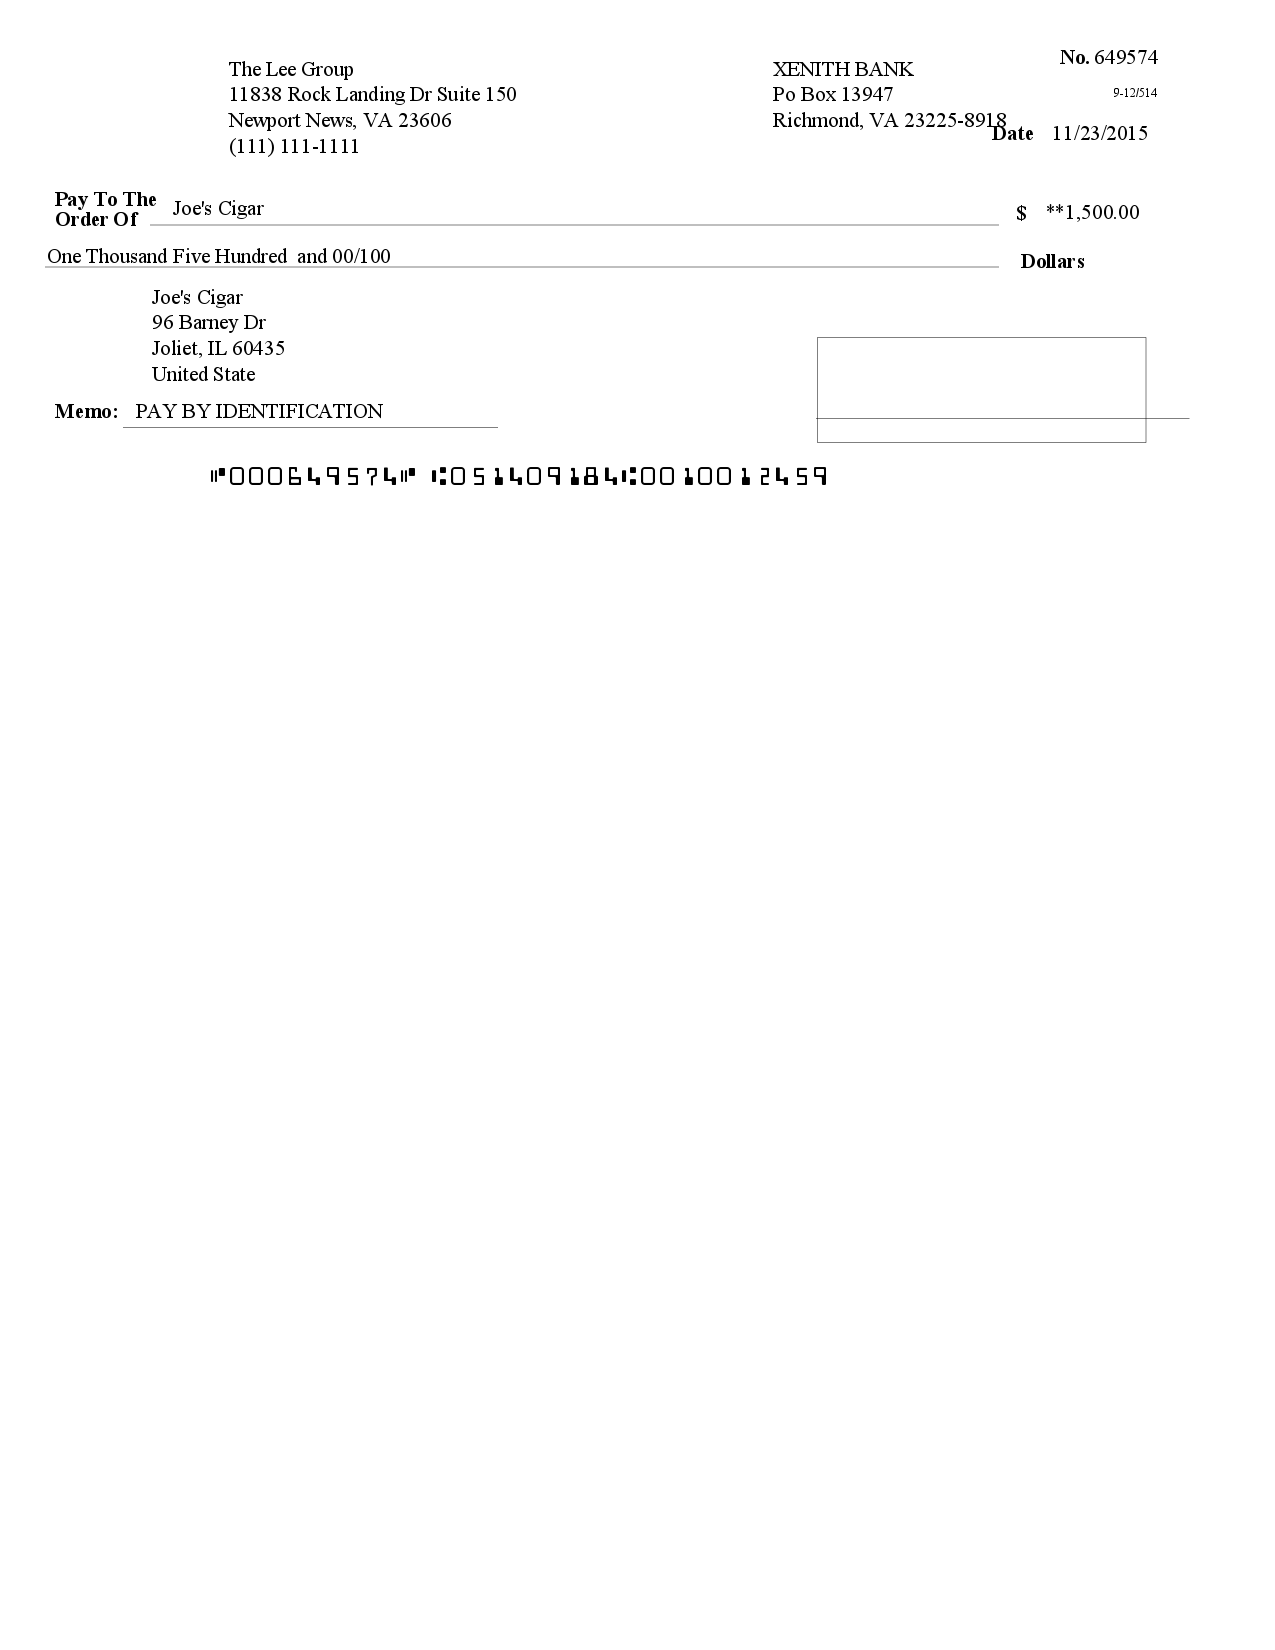 The Lee Group
11838 Rock Landing Dr Suite 150
Newport News, VA 23606
(111) 111-1111
XENITH BANK
Po Box 13947
Richmond, VA 23225-8918
No. 649574
9-12/514
Date 11/23/2015
Pay To The
Order Of Joe's Cigar $ **1,500.00
One Thousand Five Hundred  and 00/100 Dollars
Joe's Cigar
96 Barney Dr
Joliet, IL 60435
United State
Memo: PAY BY IDENTIFICATION
⑈000649574⑈ ⑆051409184⑆0010012459